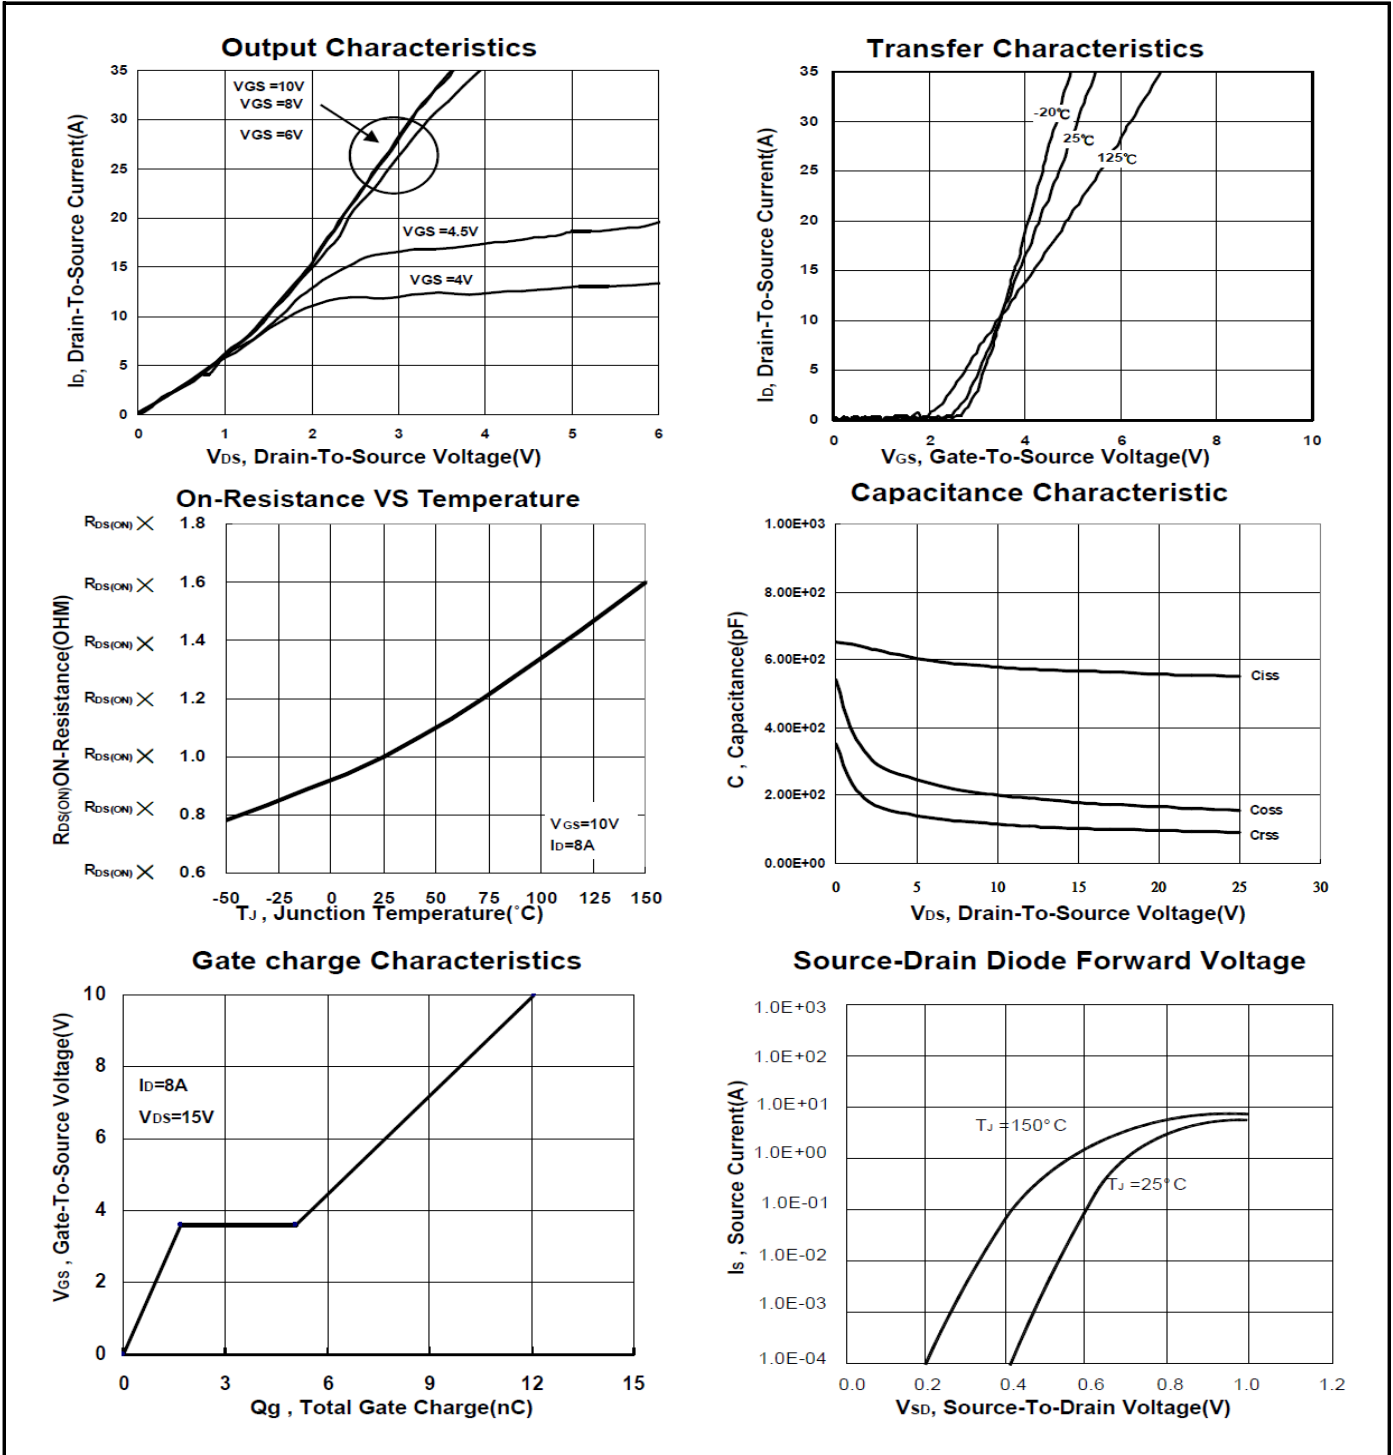 Output Characteristics
ID, Drain-To-Source Current(A)
35
30
25
20
15
10
5
0
VGS =10V
VGS =8V
VGS =6V
VGS =4.5V
VGS =4V
0 1 2 3 4 5 6
VDS, Drain-To-Source Voltage(V)
Transfer Characteristics
ID, Drain-To-Source Current(A)
35
30
25
20
15
10
5
0
-20℃
25℃
125℃
0 2 4 6 8 10
VGS, Gate-To-Source Voltage(V)
On-Resistance VS Temperature
RDS(ON)ON-Resistance(OHM)
RDS(ON) X 1.8
RDS(ON) X 1.6
RDS(ON) X 1.4
RDS(ON) X 1.2
RDS(ON) X 1.0
RDS(ON) X 0.8
RDS(ON) X 0.6
VGS=10V
ID=8A
-50 -25 0 25 50 75 100 125 150
TJ , Junction Temperature(°C)
Capacitance Characteristic
C , Capacitance(pF)
1.00E+03
8.00E+02
6.00E+02
4.00E+02
2.00E+02
0.00E+00
Ciss
Coss
Crss
0 5 10 15 20 25 30
VDS, Drain-To-Source Voltage(V)
Gate charge Characteristics
VGS , Gate-To-Source Voltage(V)
10
8
6
4
2
0
ID=8A
VDS=15V
0 3 6 9 12 15
Qg , Total Gate Charge(nC)
Source-Drain Diode Forward Voltage
IS , Source Current(A)
1.0E+03
1.0E+02
1.0E+01
1.0E+00
1.0E-01
1.0E-02
1.0E-03
1.0E-04
TJ =150°C
TJ =25°C
0.0 0.2 0.4 0.6 0.8 1.0 1.2
VSD, Source-To-Drain Voltage(V)